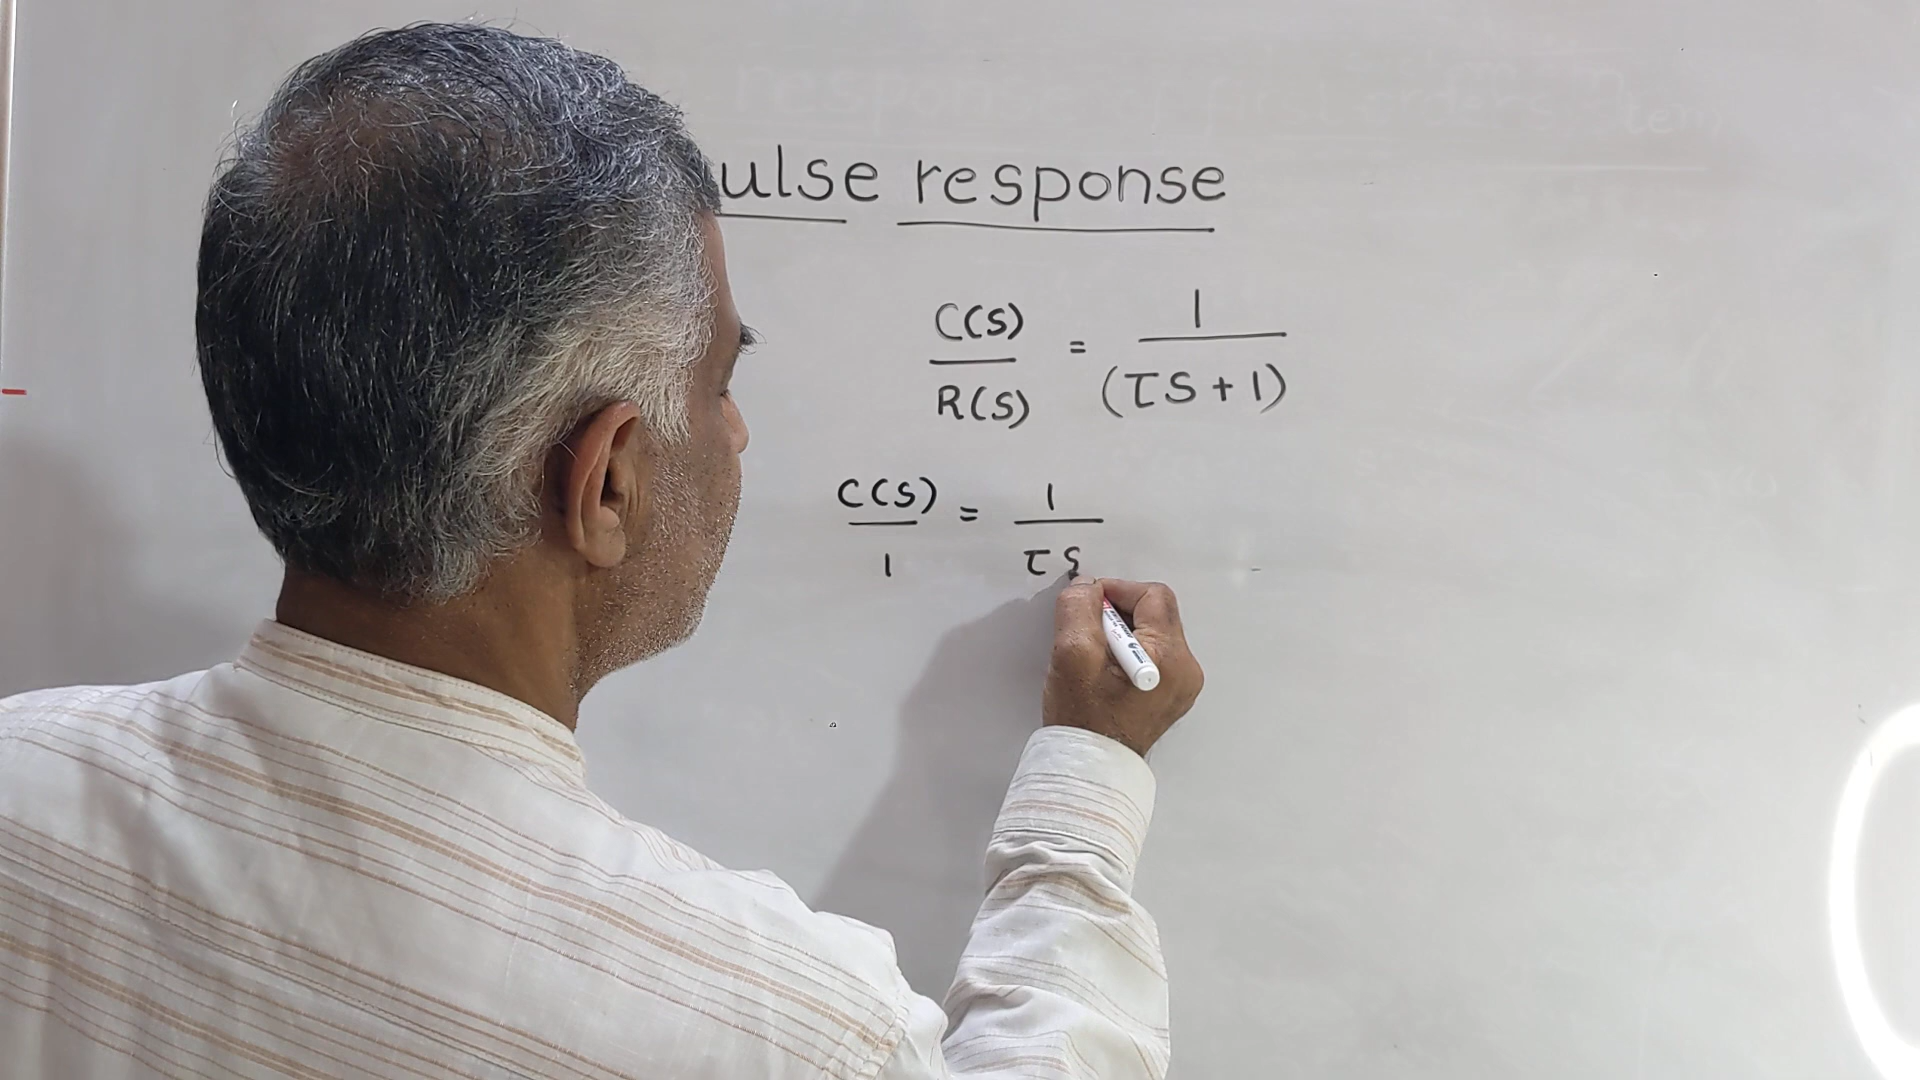 ulse response
C(S)/R(S) = 1/(τS + 1)
C(S)/1 = 1/τS